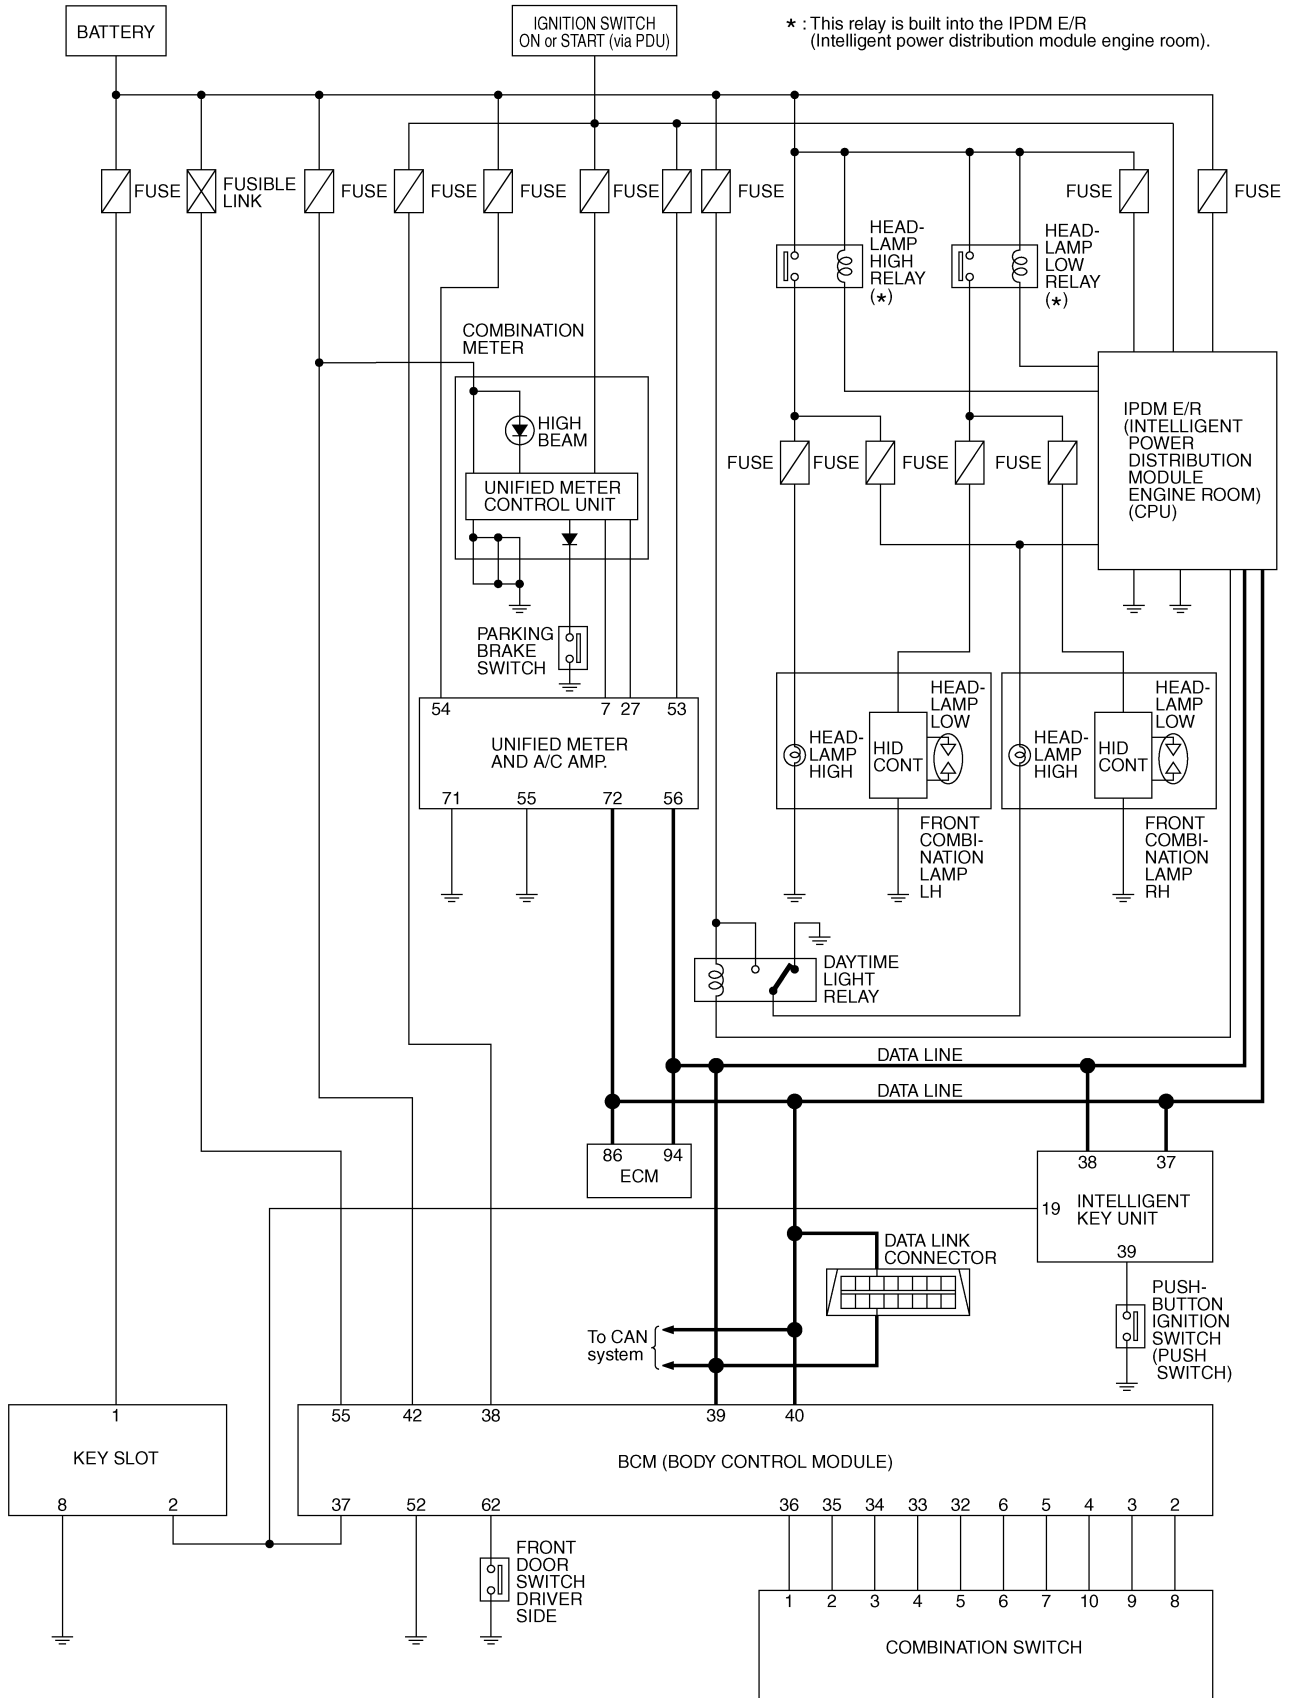 BATTERY
IGNITION SWITCH
ON or START (via PDU)
* : This relay is built into the IPDM E/R
(Intelligent power distribution module engine room).
FUSE
FUSIBLE
LINK
FUSE
FUSE
FUSE
FUSE
FUSE
FUSE
FUSE
HEAD-
LAMP
HIGH
RELAY
(*)
HEAD-
LAMP
LOW
RELAY
(*)
COMBINATION
METER
HIGH
BEAM
UNIFIED METER
CONTROL UNIT
FUSE
FUSE
FUSE
FUSE
IPDM E/R
(INTELLIGENT
POWER
DISTRIBUTION
MODULE
ENGINE ROOM)
(CPU)
PARKING
BRAKE
SWITCH
54 7 27 53
UNIFIED METER
AND A/C AMP.
71 55 72 56
HEAD-
LAMP
HIGH
HID
CONT
HEAD-
LAMP
LOW
FRONT
COMBI-
NATION
LAMP
LH
HEAD-
LAMP
HIGH
HID
CONT
HEAD-
LAMP
LOW
FRONT
COMBI-
NATION
LAMP
RH
DAYTIME
LIGHT
RELAY
DATA LINE
DATA LINE
86 94
ECM
38 37
19
INTELLIGENT
KEY UNIT
39
DATA LINK
CONNECTOR
PUSH-
BUTTON
IGNITION
SWITCH
(PUSH
SWITCH)
To CAN
system
1
KEY SLOT
8 2
55 42 38 39 40
BCM (BODY CONTROL MODULE)
37 52 62 36 35 34 33 32 6 5 4 3 2
FRONT
DOOR
SWITCH
DRIVER
SIDE
1 2 3 4 5 6 7 10 9 8
COMBINATION SWITCH